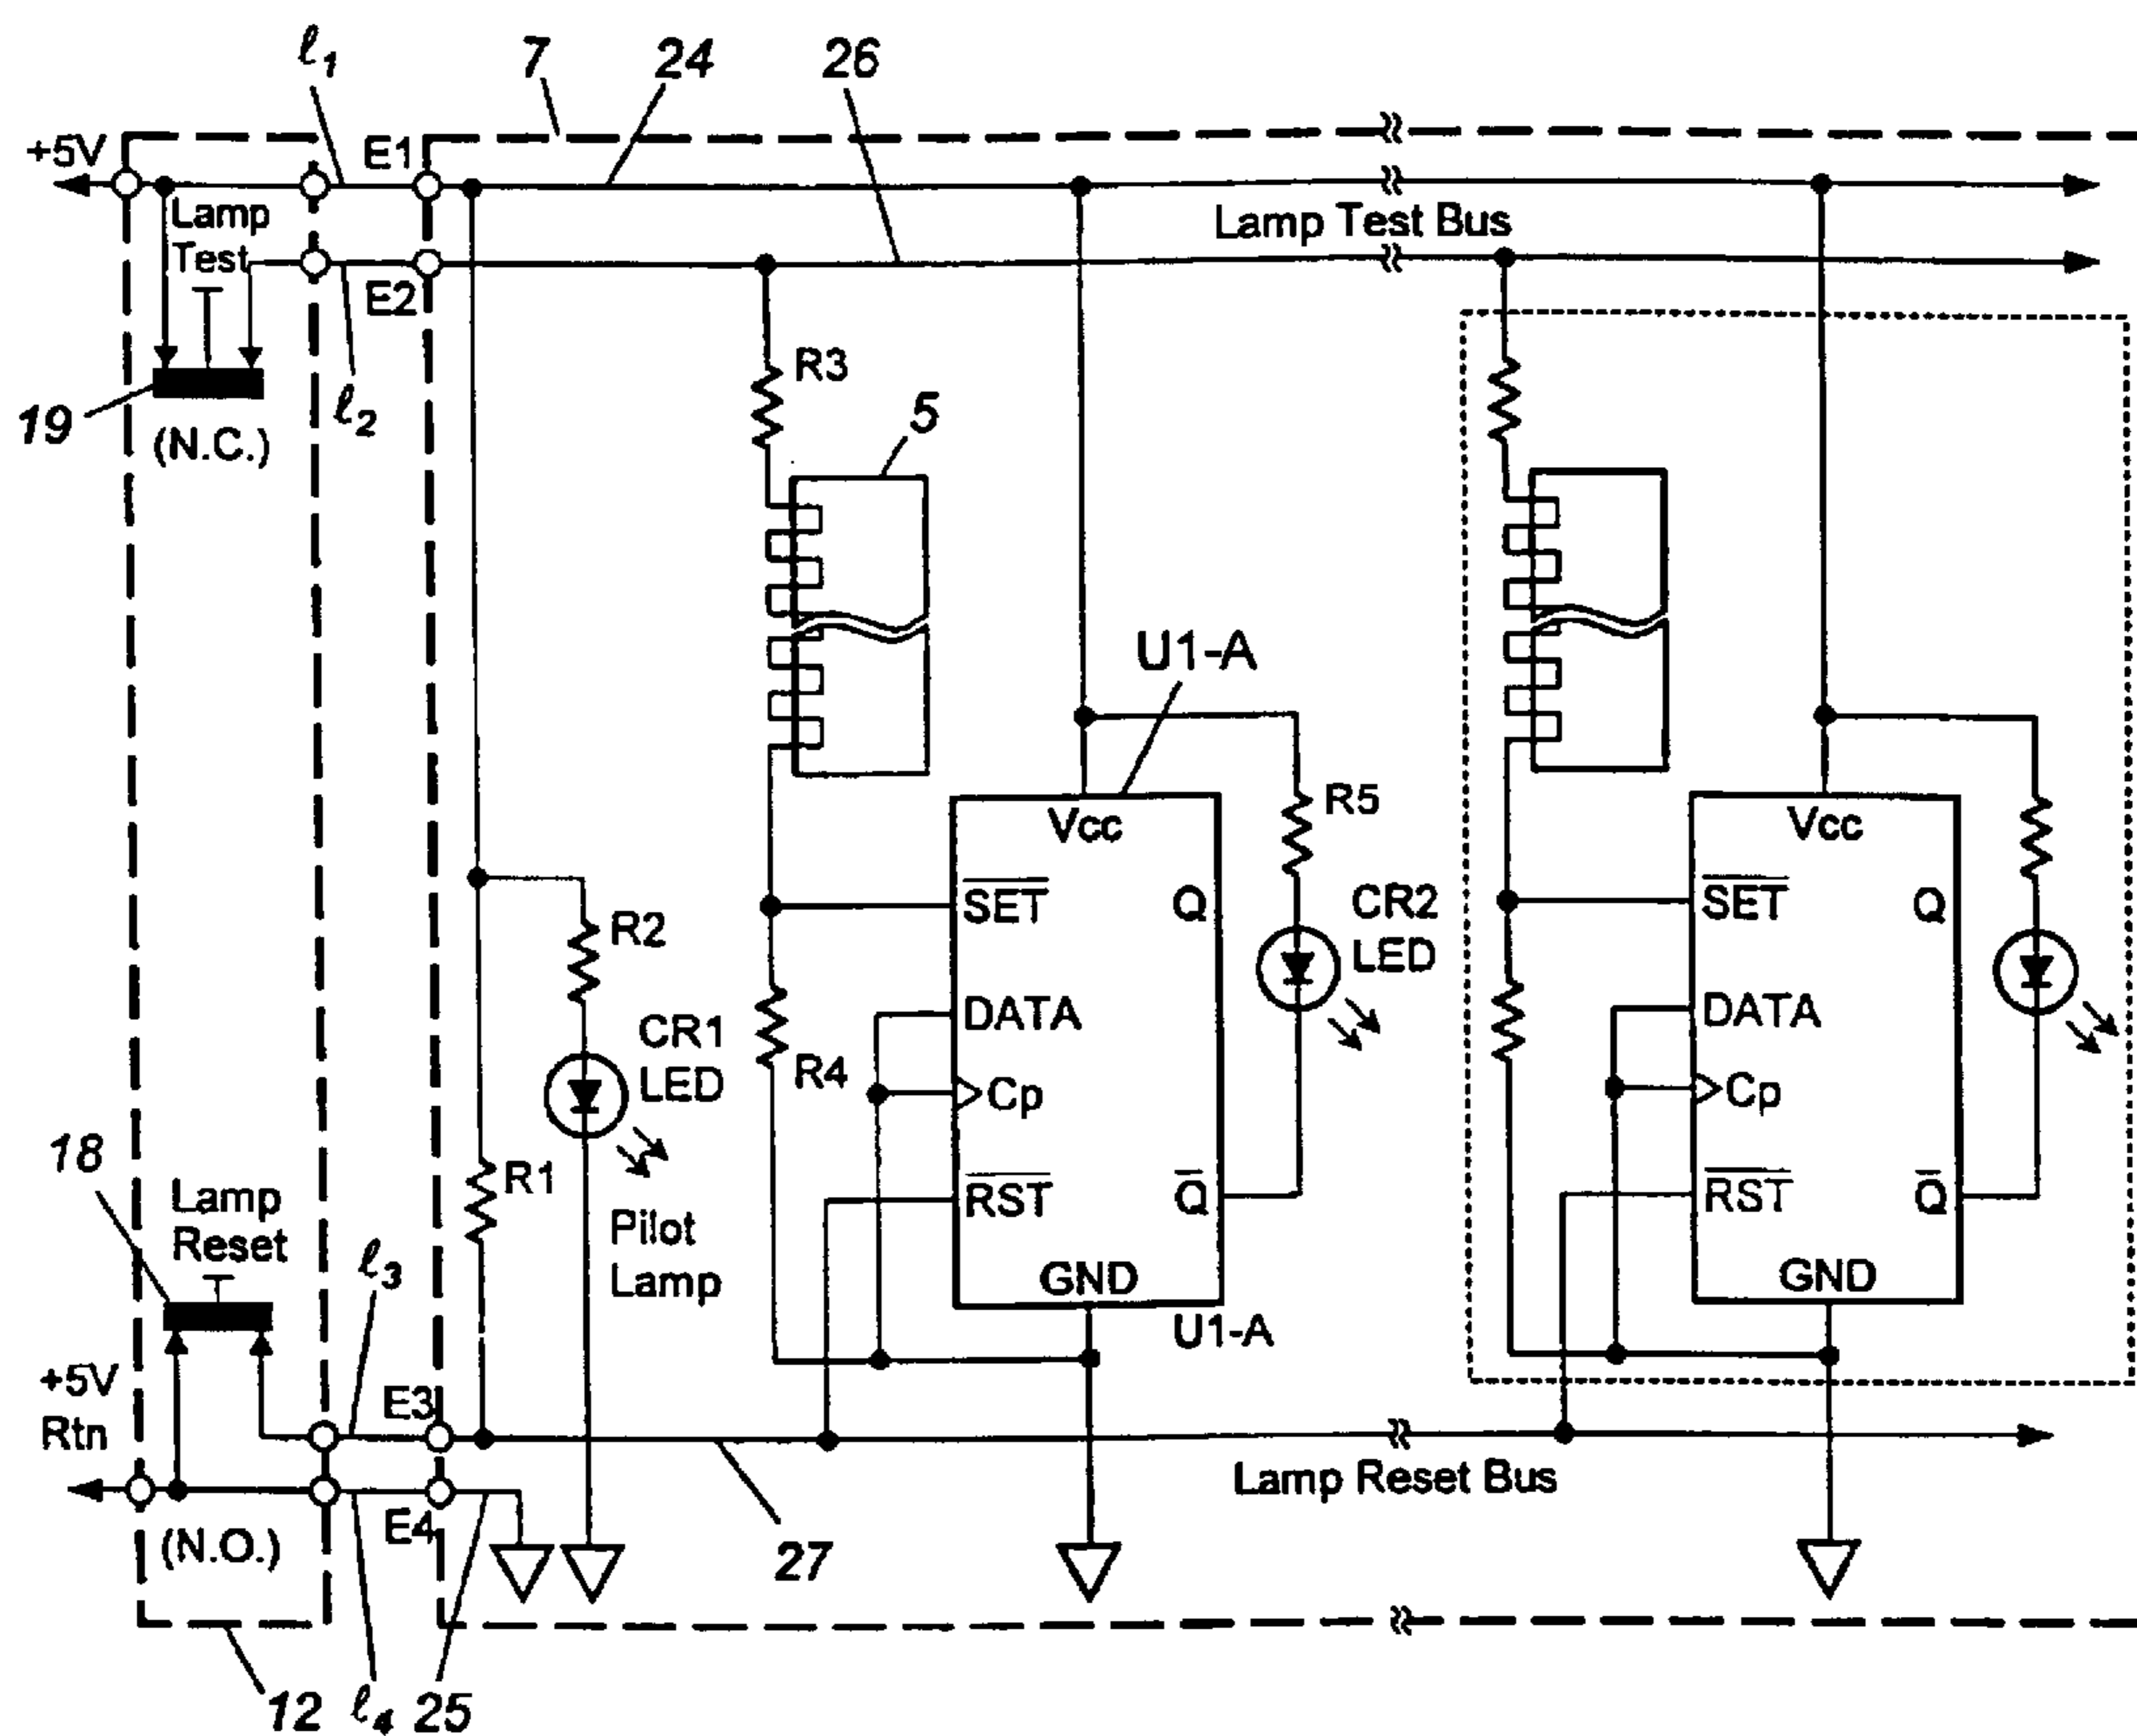 ℓ1
7
24
26
+5V
E1
Lamp
Test
Lamp Test Bus
E2
R3
19
(N.C.)
ℓ2
5
U1-A
Vcc
R5
Vcc
SET
Q
CR2
LED
SET
Q
R2
DATA
DATA
CR1
LED
R4
Cp
Cp
18
R1
RST
Q
RST
Q
Lamp
Reset
Pilot
Lamp
ℓ3
GND
GND
U1-A
+5V
Rtn
E3
Lamp Reset Bus
E4
(N.O.)
27
12
ℓ4
25